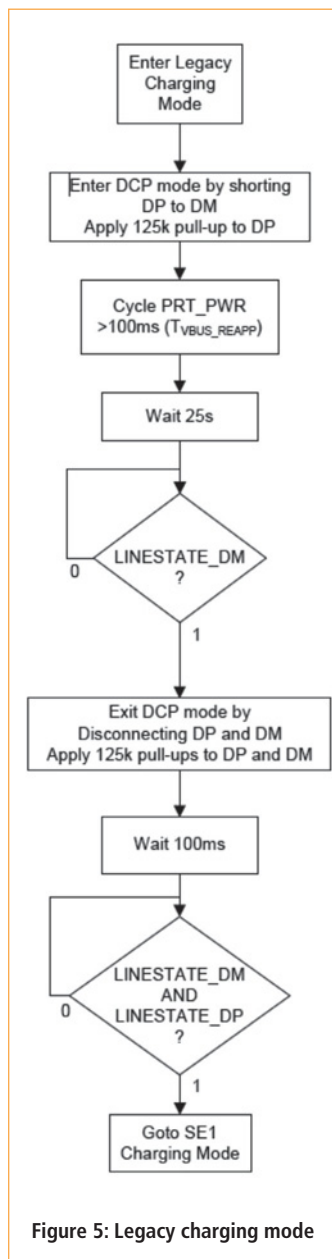 Enter Legacy
Charging
Mode
Enter DCP mode by shorting
DP to DM
Apply 125k pull-up to DP
Cycle PRT_PWR
>100ms (TVBUS_REAPP)
Wait 25s
LINESTATE_DM
?
0
1
Exit DCP mode by
Disconnecting DP and DM
Apply 125k pull-ups to DP and DM
Wait 100ms
LINESTATE_DM
AND
LINESTATE_DP
?
0
1
Goto SE1
Charging Mode
Figure 5: Legacy charging mode